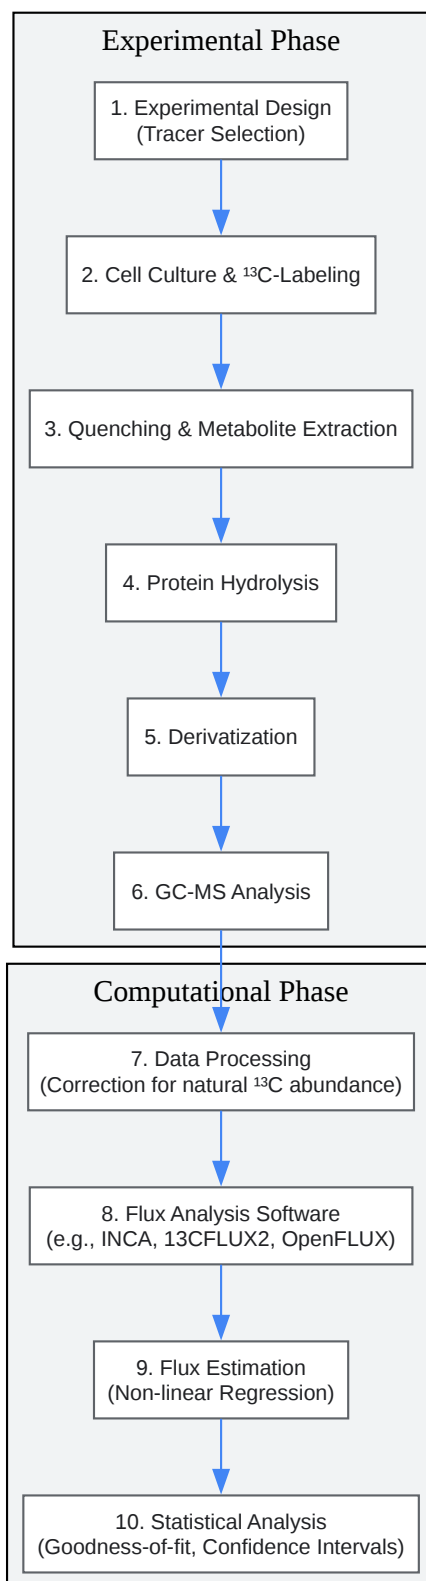 Experimental Phase
1. Experimental Design
(Tracer Selection)
2. Cell Culture & ¹³C-Labeling
3. Quenching & Metabolite Extraction
4. Protein Hydrolysis
5. Derivatization
6. GC-MS Analysis
Computational Phase
7. Data Processing
(Correction for natural ¹³C abundance)
8. Flux Analysis Software
(e.g., INCA, 13CFLUX2, OpenFLUX)
9. Flux Estimation
(Non-linear Regression)
10. Statistical Analysis
(Goodness-of-fit, Confidence Intervals)